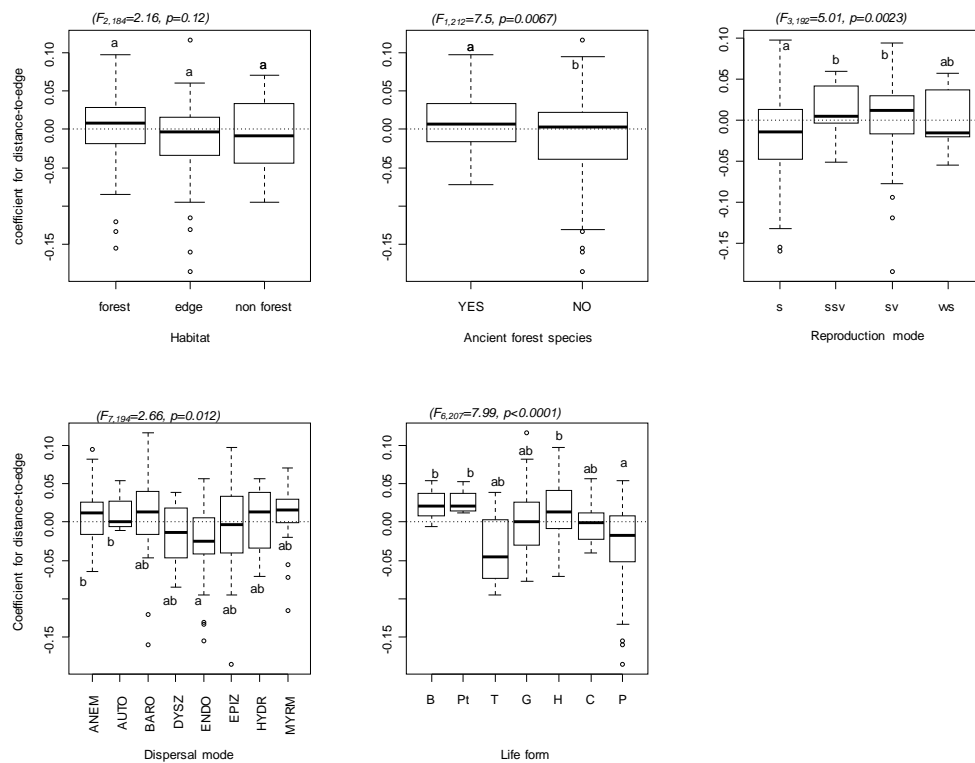 (F2,184=2.16, p=0.12)
coefficient for distance-to-edge
0.10
0.05
0.00
-0.05
-0.15
a
a
a
forest edge non forest
Habitat
(F1,212=7.5, p=0.0067)
0.10
0.05
0.00
-0.05
-0.15
a
b
YES NO
Ancient forest species
(F3,192=5.01, p=0.0023)
0.10
0.05
0.00
-0.05
-0.10
-0.15
a
b
b
ab
s ssv sv ws
Reproduction mode
(F7,194=2.66, p=0.012)
Coefficient for distance-to-edge
0.10
0.05
0.00
-0.05
-0.15
b
b
ab
ab
a
ab
ab
ab
ANEM AUTO BARO DYSZ ENDO EPIZ HYDR MYRM
Dispersal mode
(F6,207=7.99, p<0.0001)
0.10
0.05
0.00
-0.05
-0.15
b
b
ab
ab
b
ab
a
B Pt T G H C P
Life form